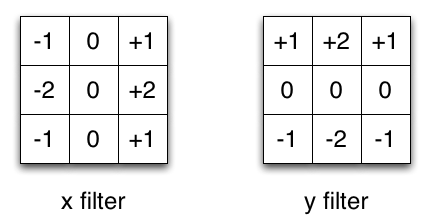 -1 0 +1
-2 0 +2
-1 0 +1
x filter
+1 +2 +1
0 0 0
-1 -2 -1
y filter